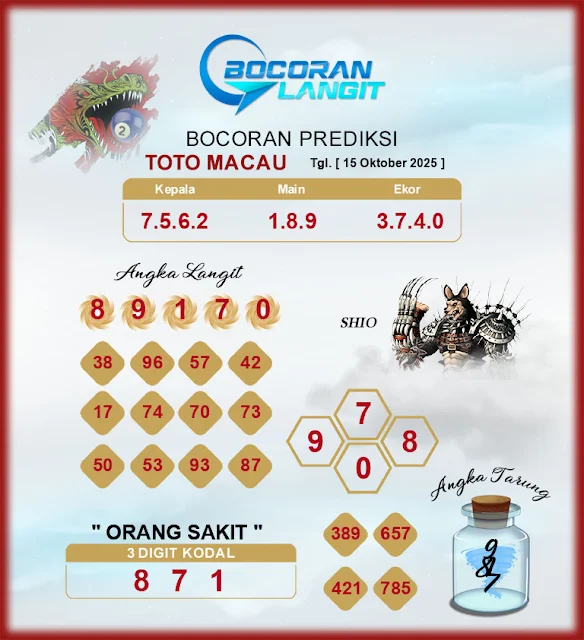 BOCORAN
LANGIT
2
BOCORAN PREDIKSI
TOTO MACAU Tgl. [ 15 Oktober 2025 ]
Kepala Main Ekor
7.5.6.2 1.8.9 3.7.4.0
Angka Langit
8 9 1 7 0
SHIO
38 96 57 42
17 74 70 73
50 53 93 87
7
9 8
0
Angka Tarung
" ORANG SAKIT "
3 DIGIT KODAL
8 7 1
389 657
421 785
9
8